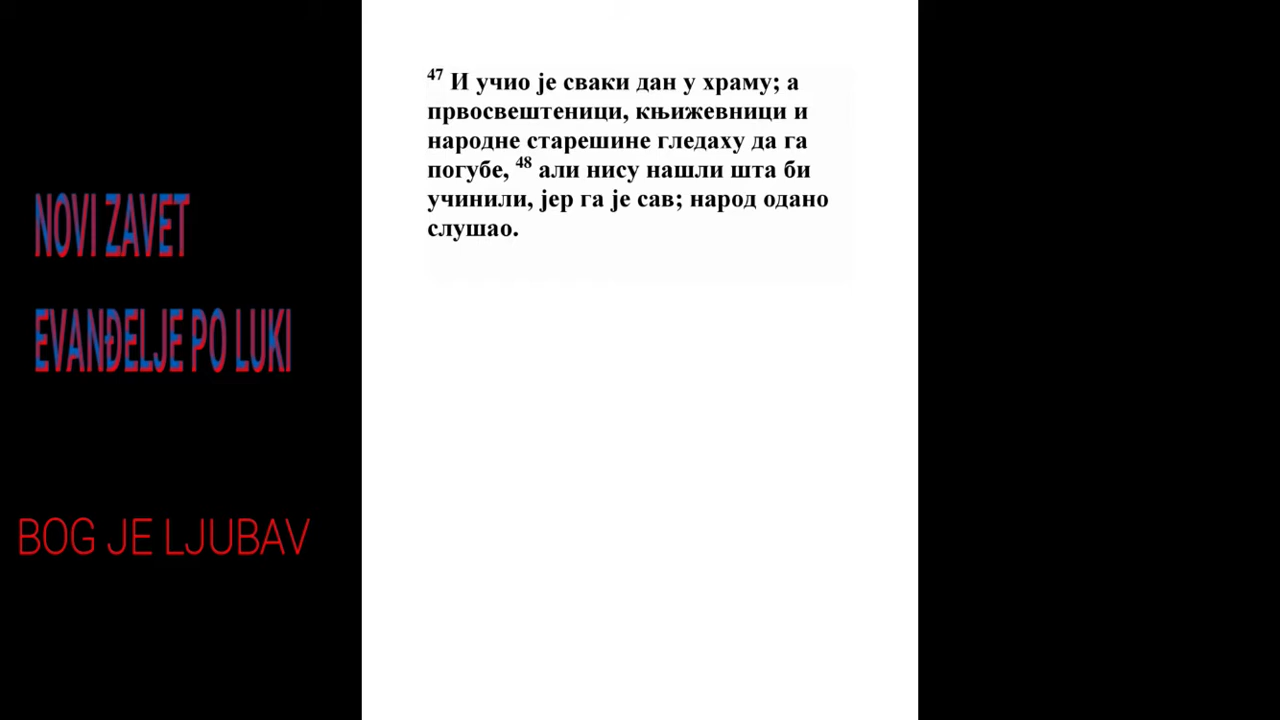 NOVI ZAVET
EVANĐELJE PO LUKI
BOG JE LJUBAV
47 И учио је сваки дан у храму; а
првосвештеници, књижевници и
народне старешине гледаху да га
погубе, 48 али нису нашли шта би
учинили, јер га је сав; народ одано
слушао.